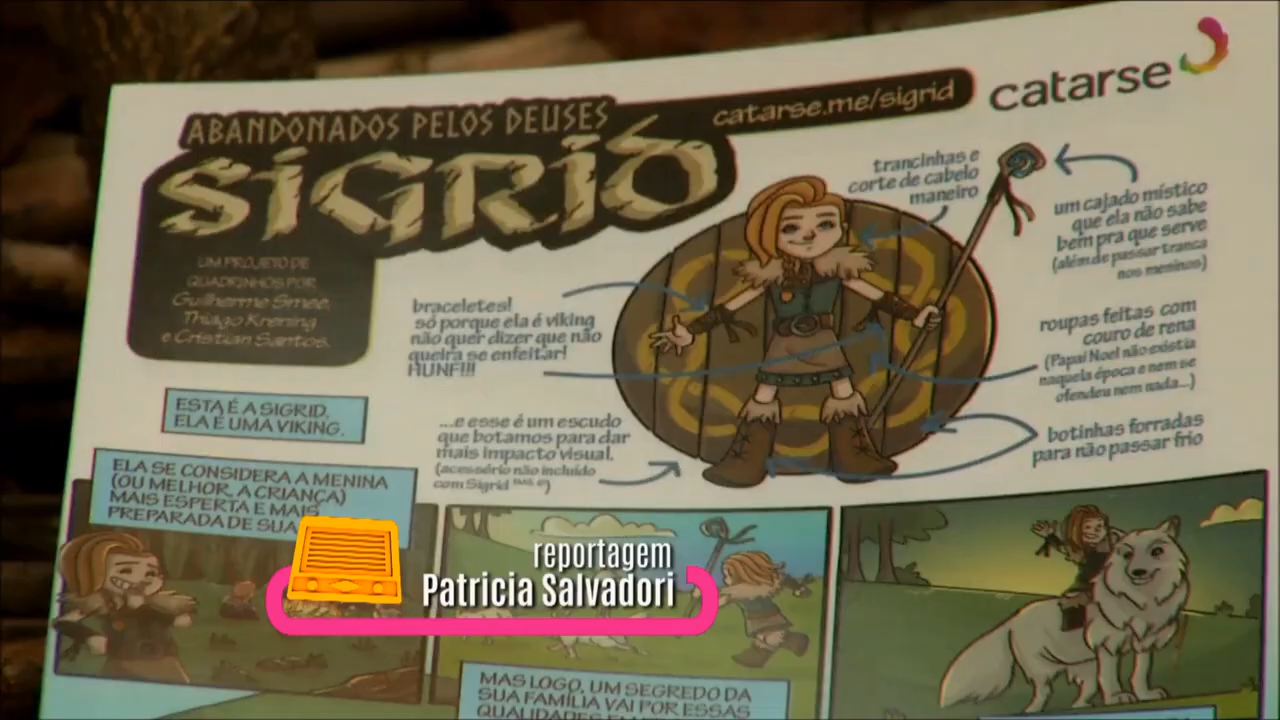 ABANDONADOS PELOS DEUSES
SIGRID
catarse.me/sigrid
catarse
UM PROJETO DE
QUADRINHOS POR
Guilherme Smee,
Thiago Krening
e Cristian Santos.
trancinhas e
corte de cabelo
maneiro
um cajado místico
que ela não sabe
bem pra que serve
(além de passar tranca
nos meninos)
braceletes!
só porque ela é viking
não quer dizer que não
queira se enfeitar!
HUNF!!!
roupas feitas com
couro de rena
(Papai Noel não existia
naquela época e nem se
ofendeu nem nada...)
...e esse é um escudo
que botamos para dar
mais impacto visual.
(acessório não incluído
com Sigrid
botinhas forradas
para não passar frio
ESTA É A SIGRID,
ELA É UMA VIKING.
ELA SE CONSIDERA A MENINA
(OU MELHOR, A CRIANÇA)
MAIS ESPERTA E MAIS
PREPARADA DE SUA
reportagem
Patricia Salvadori
MAS LOGO, UM SEGREDO DA
SUA FAMÍLIA VAI POR ESSAS
QUALIDADES